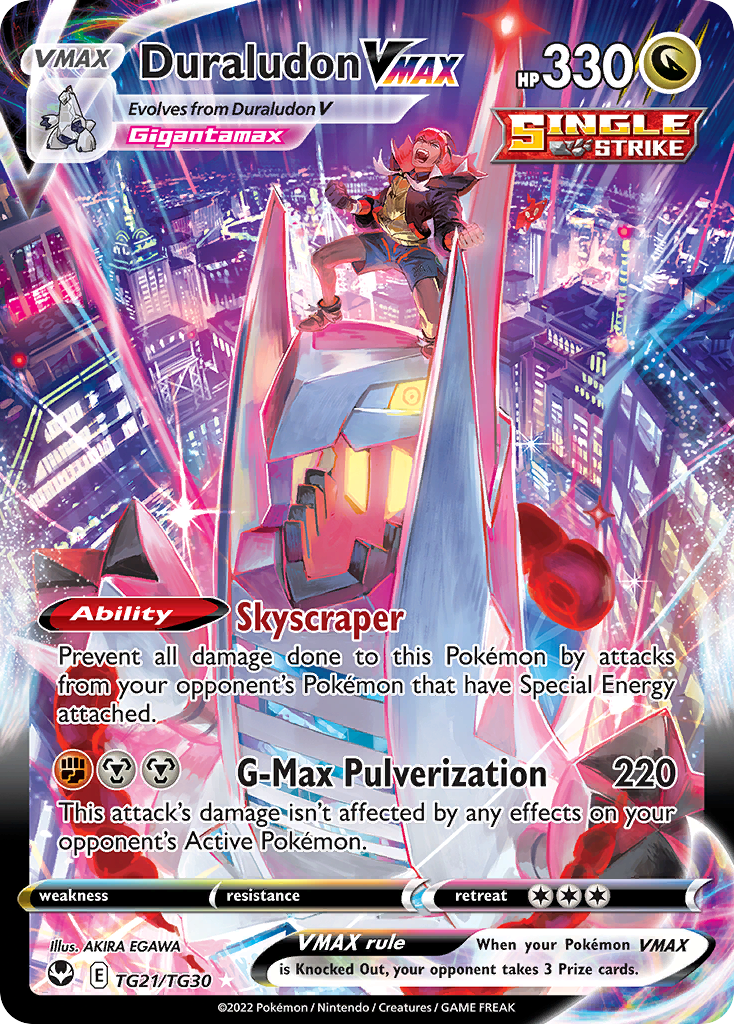 VMAX
Duraludon VMAX
HP 330
Evolves from Duraludon V
Gigantamax
SINGLE
STRIKE
Ability
Skyscraper
Prevent all damage done to this Pokémon by attacks
from your opponent's Pokémon that have Special Energy
attached.
G-Max Pulverization 220
This attack's damage isn't affected by any effects on your
opponent's Active Pokémon.
weakness resistance retreat
Illus. AKIRA EGAWA
VMAX rule When your Pokémon VMAX
is Knocked Out, your opponent takes 3 Prize cards.
E TG21/TG30
©2022 Pokémon / Nintendo / Creatures / GAME FREAK